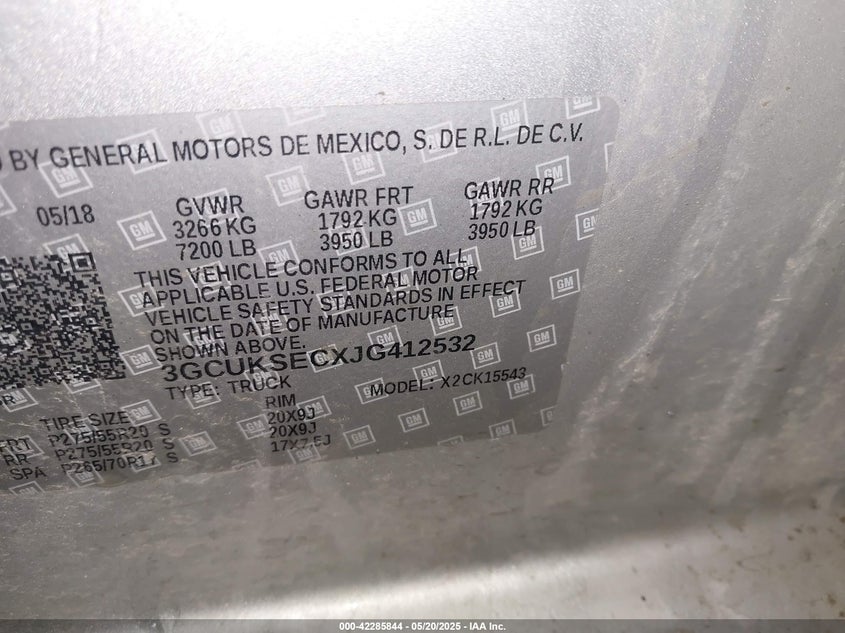 BY GENERAL MOTORS DE MEXICO, S. DE R.L. DE C.V.
05/18 GVWR GAWR FRT GAWR RR
3266 KG 1792 KG 1792 KG
7200 LB 3950 LB 3950 LB
THIS VEHICLE CONFORMS TO ALL
APPLICABLE U.S. FEDERAL MOTOR
VEHICLE SAFETY STANDARDS IN EFFECT
ON THE DATE OF MANUFACTURE
SHOWN ABOVE.
3GCUKSECXJG412532
TYPE: TRUCK MODEL: X2CK15543
TIRE SIZE RIM
FRT P275/55R20 S 20X9J
RR P275/55R20 S 20X9J
SPA P265/70R17 S 17X7.5J
GM
000-42285844 — 05/20/2025 — IAA Inc.